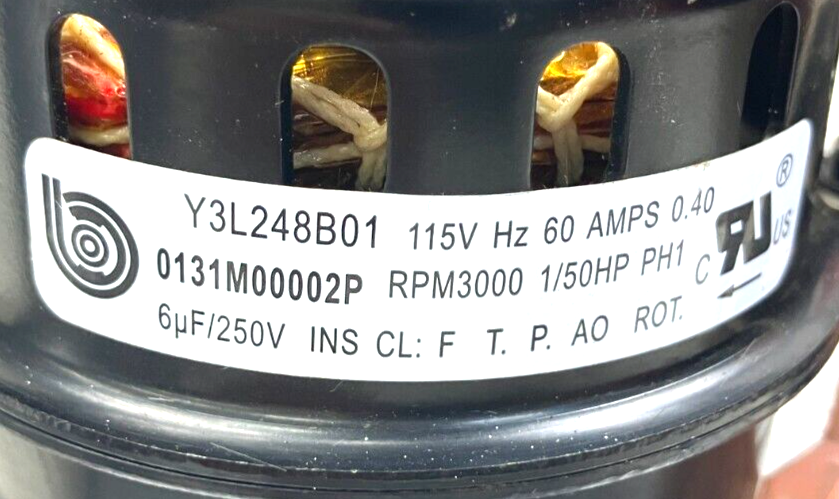 Y3L248B01 115V Hz 60 AMPS 0.40
0131M00002P RPM3000 1/50HP PH1
6µF/250V INS CL: F T. P. AO ROT.
C RU US ®